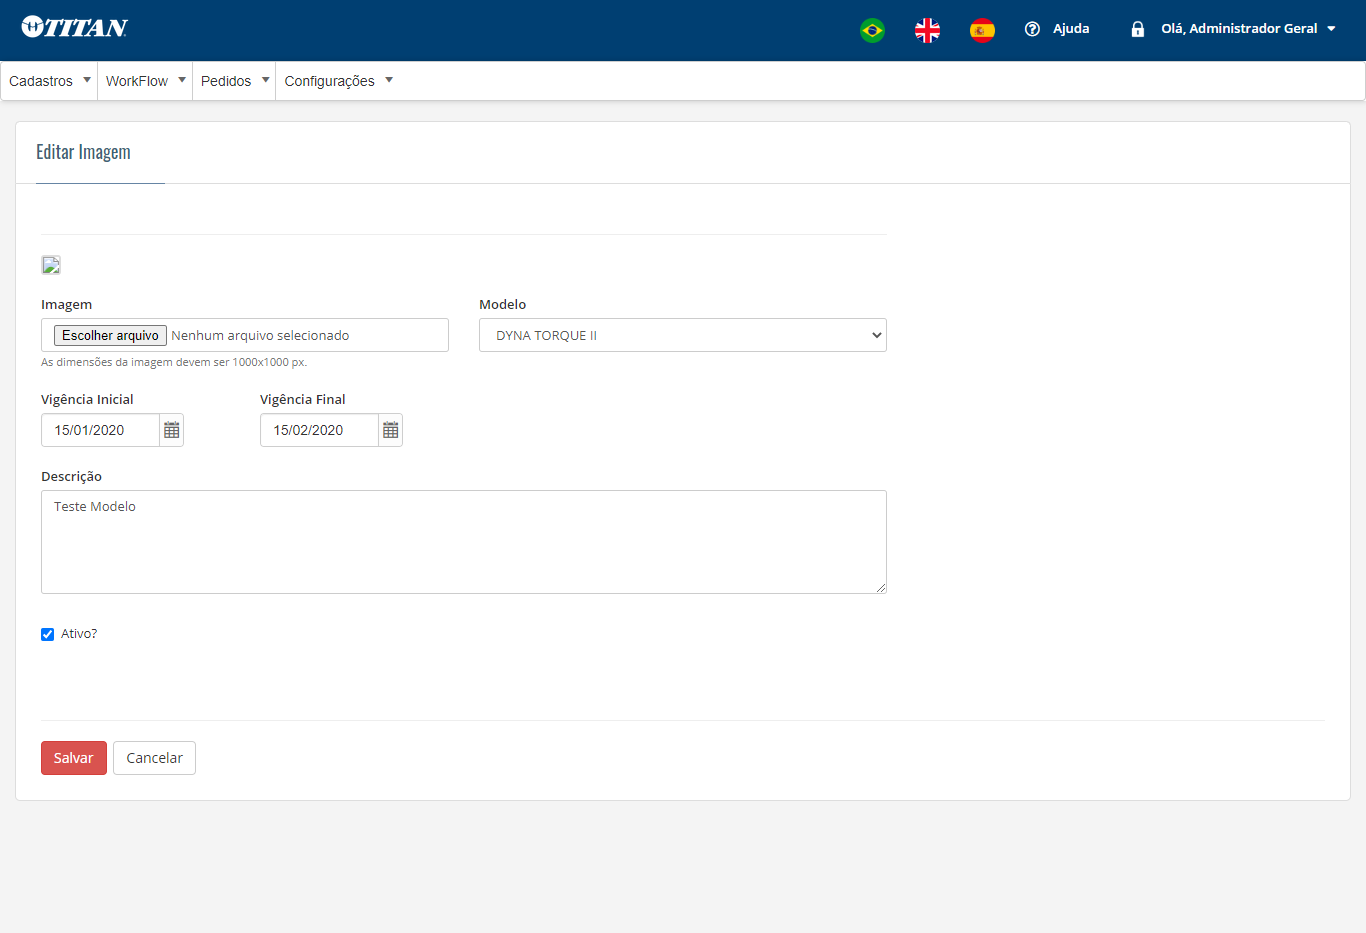 TITAN
Ajuda
Olá, Administrador Geral
Cadastros
WorkFlow
Pedidos
Configurações
Editar Imagem
Imagem
Modelo
Escolher arquivo Nenhum arquivo selecionado
DYNA TORQUE II
As dimensões da imagem devem ser 1000x1000 px.
Vigência Inicial
Vigência Final
15/01/2020
15/02/2020
Descrição
Teste Modelo
Ativo?
Salvar
Cancelar